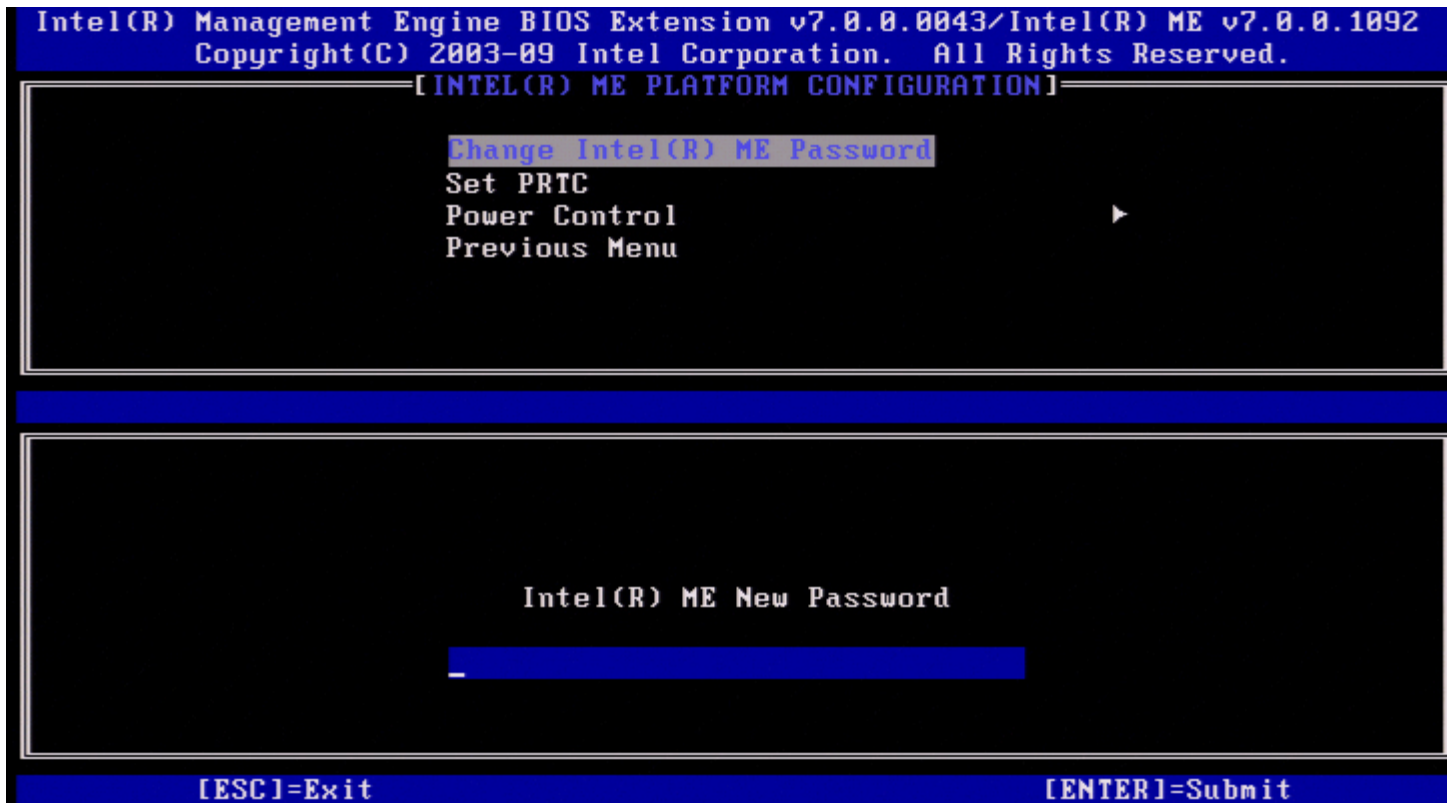 Intel(R) Management Engine BIOS Extension v7.0.0.0043/Intel(R) ME v7.0.0.1092
Copyright(C) 2003-09 Intel Corporation. All Rights Reserved.
[INTEL(R) ME PLATFORM CONFIGURATION]
Change Intel(R) ME Password
Set PRTC
Power Control ►
Previous Menu
Intel(R) ME New Password
[ESC]=Exit [ENTER]=Submit